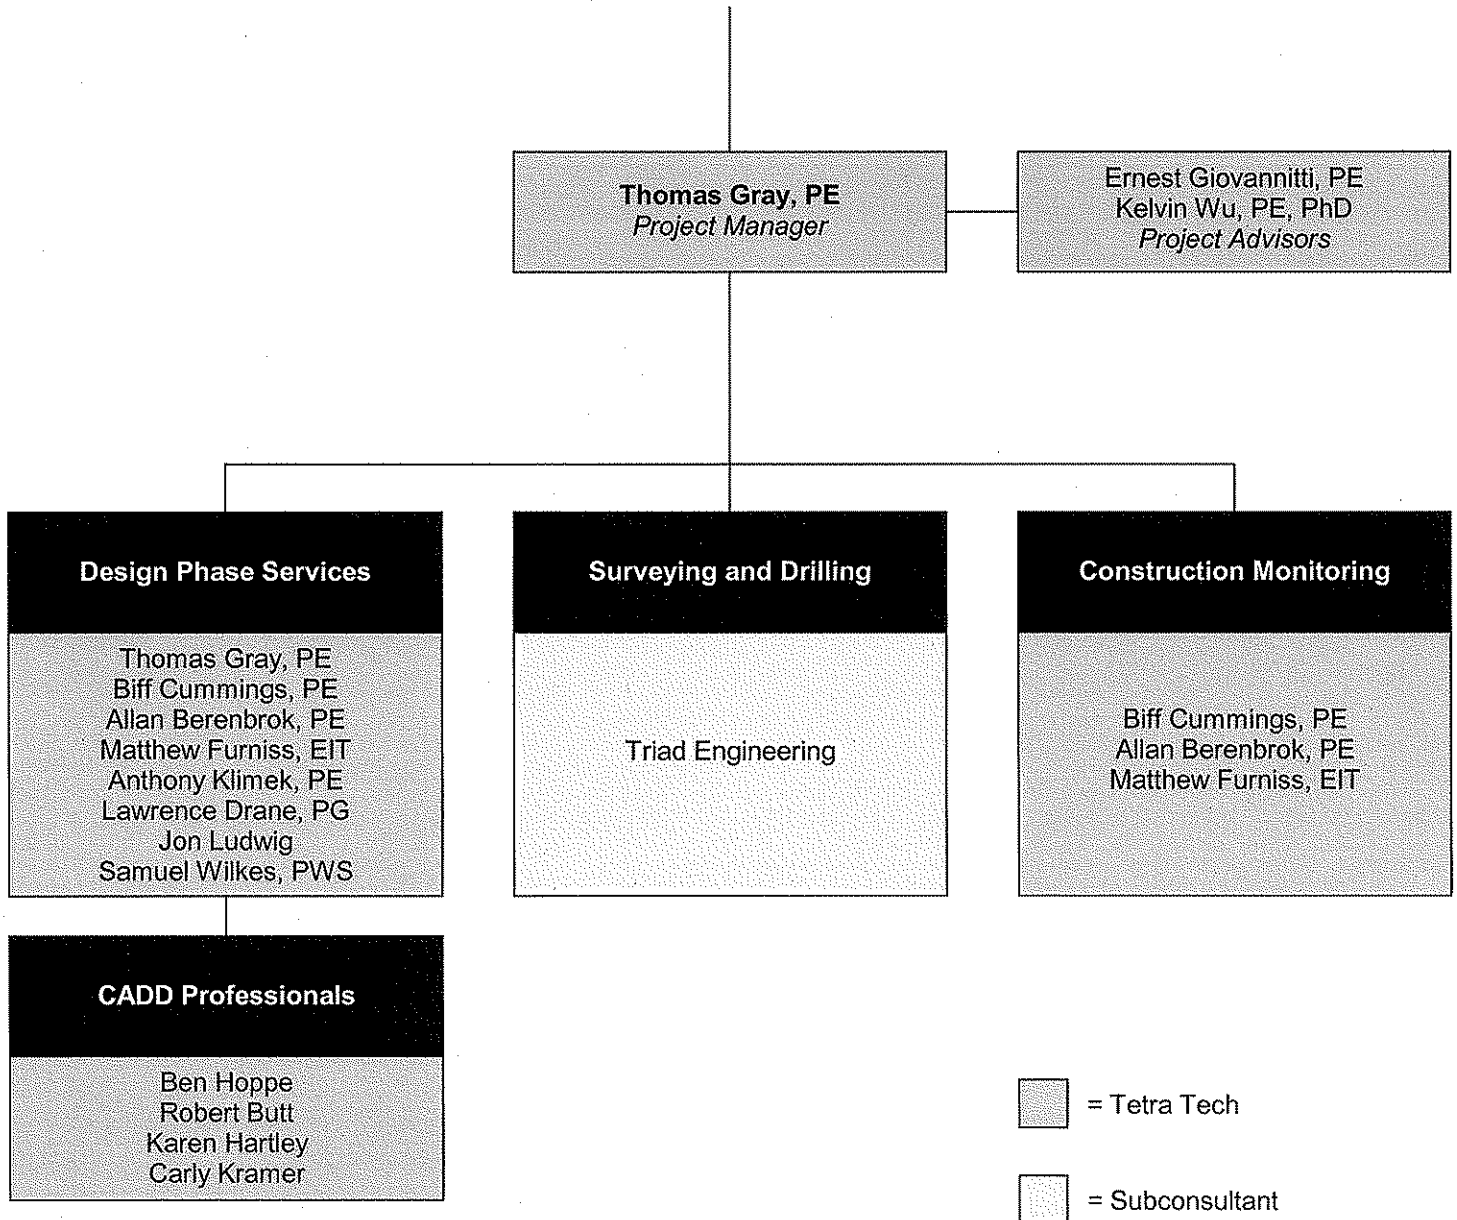 Thomas Gray, PE
Project Manager
Ernest Giovannitti, PE
Kelvin Wu, PE, PhD
Project Advisors
Design Phase Services
Thomas Gray, PE
Biff Cummings, PE
Allan Berenbrok, PE
Matthew Furniss, EIT
Anthony Klimek, PE
Lawrence Drane, PG
Jon Ludwig
Samuel Wilkes, PWS
Surveying and Drilling
Triad Engineering
Construction Monitoring
Biff Cummings, PE
Allan Berenbrok, PE
Matthew Furniss, EIT
CADD Professionals
Ben Hoppe
Robert Butt
Karen Hartley
Carly Kramer
= Tetra Tech
= Subconsultant